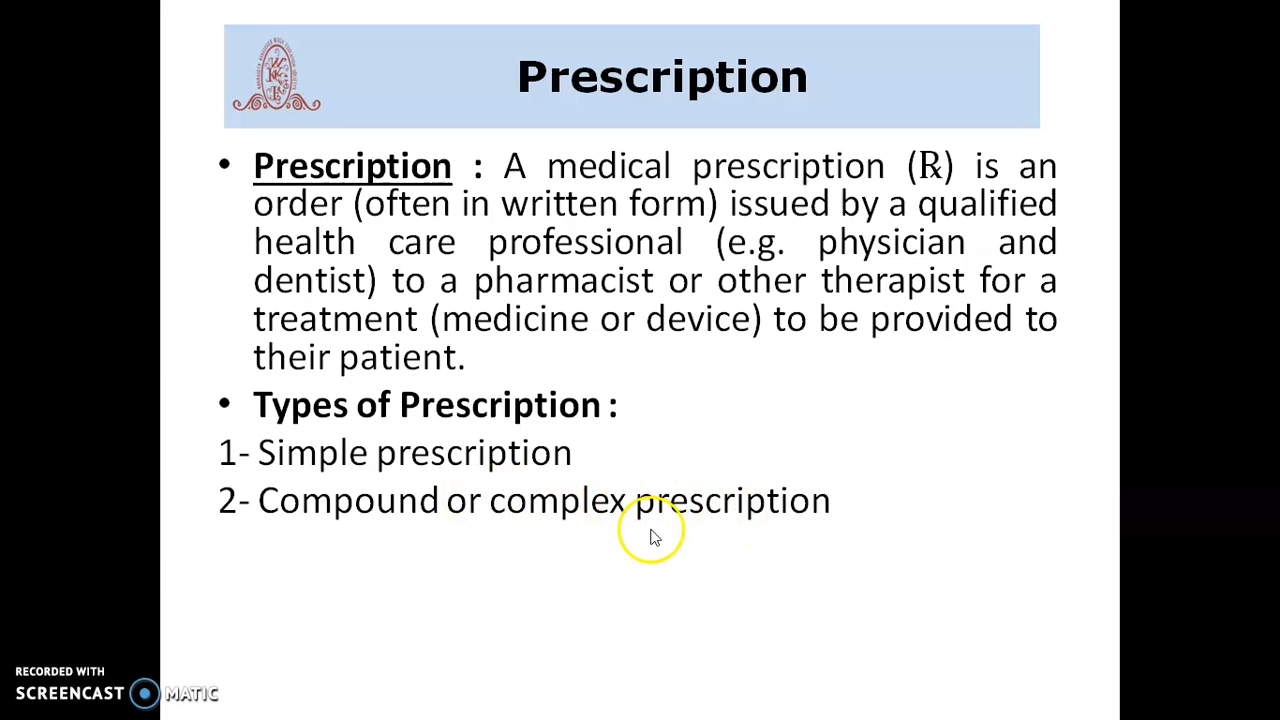 Prescription
• Prescription : A medical prescription (℞) is an
order (often in written form) issued by a qualified
health care professional (e.g. physician and
dentist) to a pharmacist or other therapist for a
treatment (medicine or device) to be provided to
their patient.
• Types of Prescription :
1- Simple prescription
2- Compound or complex prescription
RECORDED WITH
SCREENCAST MATIC